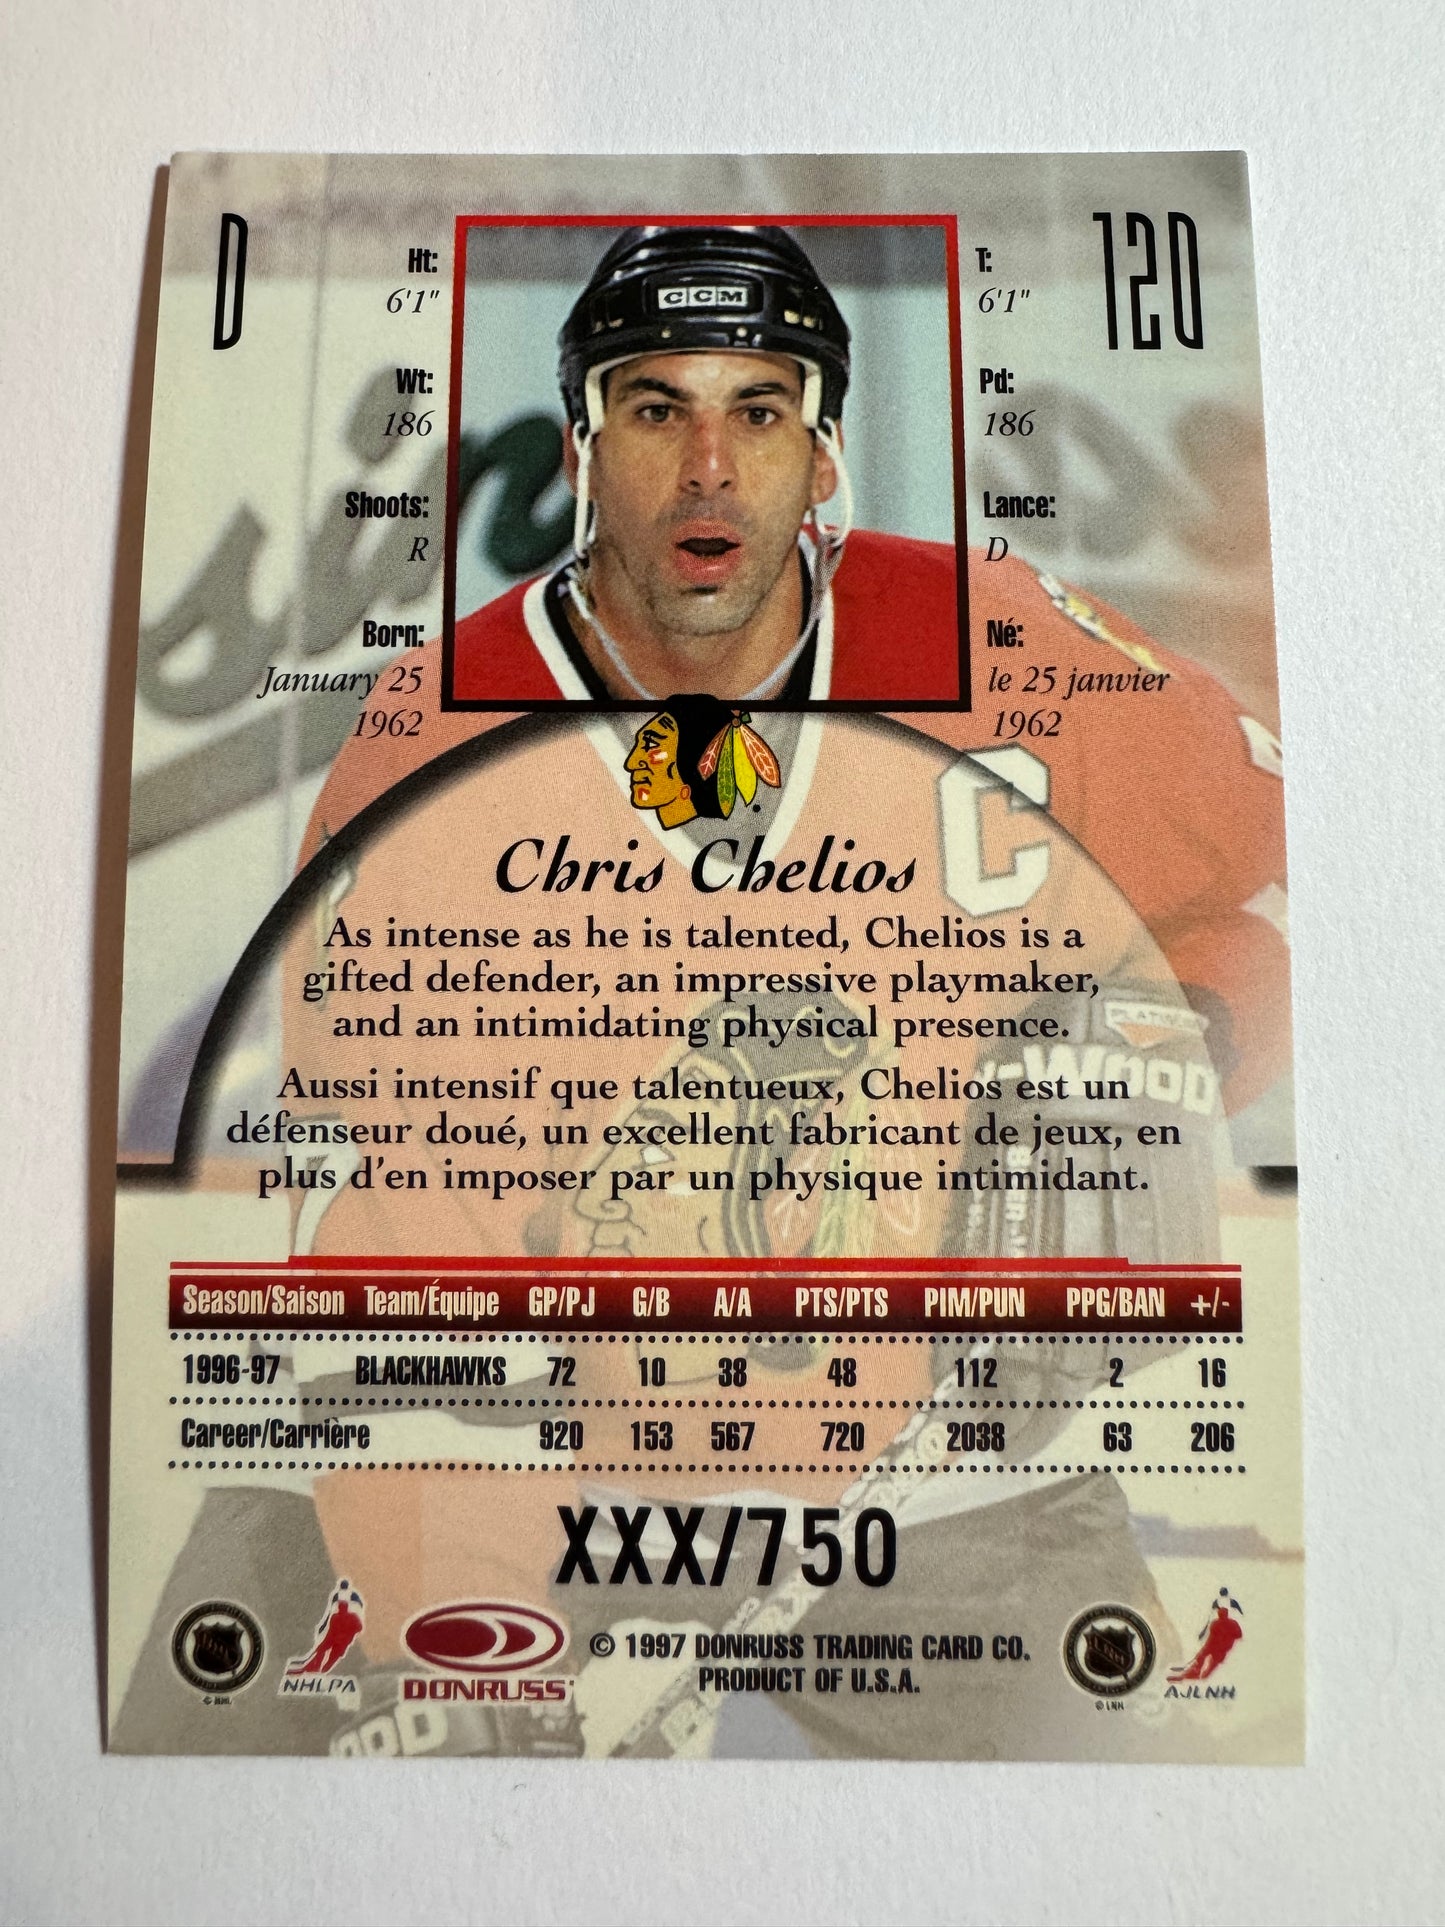 D
120
CCM
Ht:
6'1"
Wt:
186
Shoots:
R
Born:
January 25
1962
T:
6'1"
Pd:
186
Lance:
D
Né:
le 25 janvier
1962
C
Chris Chelios
As intense as he is talented, Chelios is a
gifted defender, an impressive playmaker,
and an intimidating physical presence.
Aussi intensif que talentueux, Chelios est un
défenseur doué, un excellent fabricant de jeux, en
plus d'en imposer par un physique intimidant.
Season/Saison Team/Équipe GP/PJ G/B A/A PTS/PTS PIM/PUN PPG/BAN +/-
1996-97 BLACKHAWKS 72 10 38 48 112 2 16
Career/Carrière 920 153 567 720 2038 63 206
XXX/750
NHLPA
DONRUSS
© 1997 DONRUSS TRADING CARD CO.
PRODUCT OF U.S.A.
AJLNH